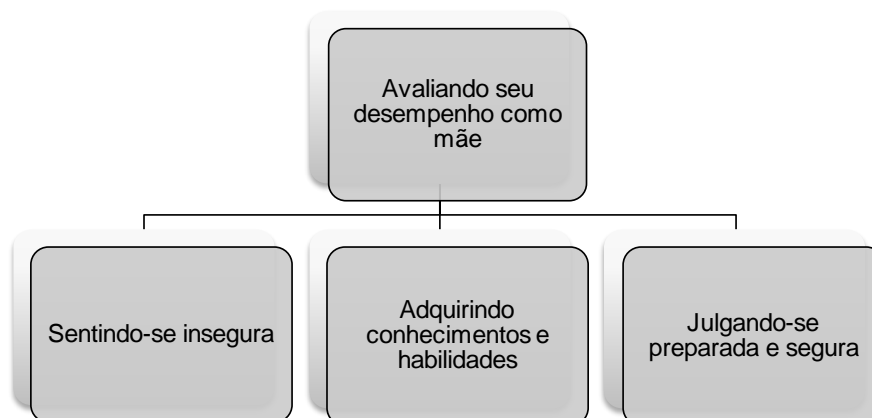 Avaliando seu
desempenho como
mãe
Sentindo-se insegura
Adquirindo
conhecimentos e
habilidades
Julgando-se
preparada e segura